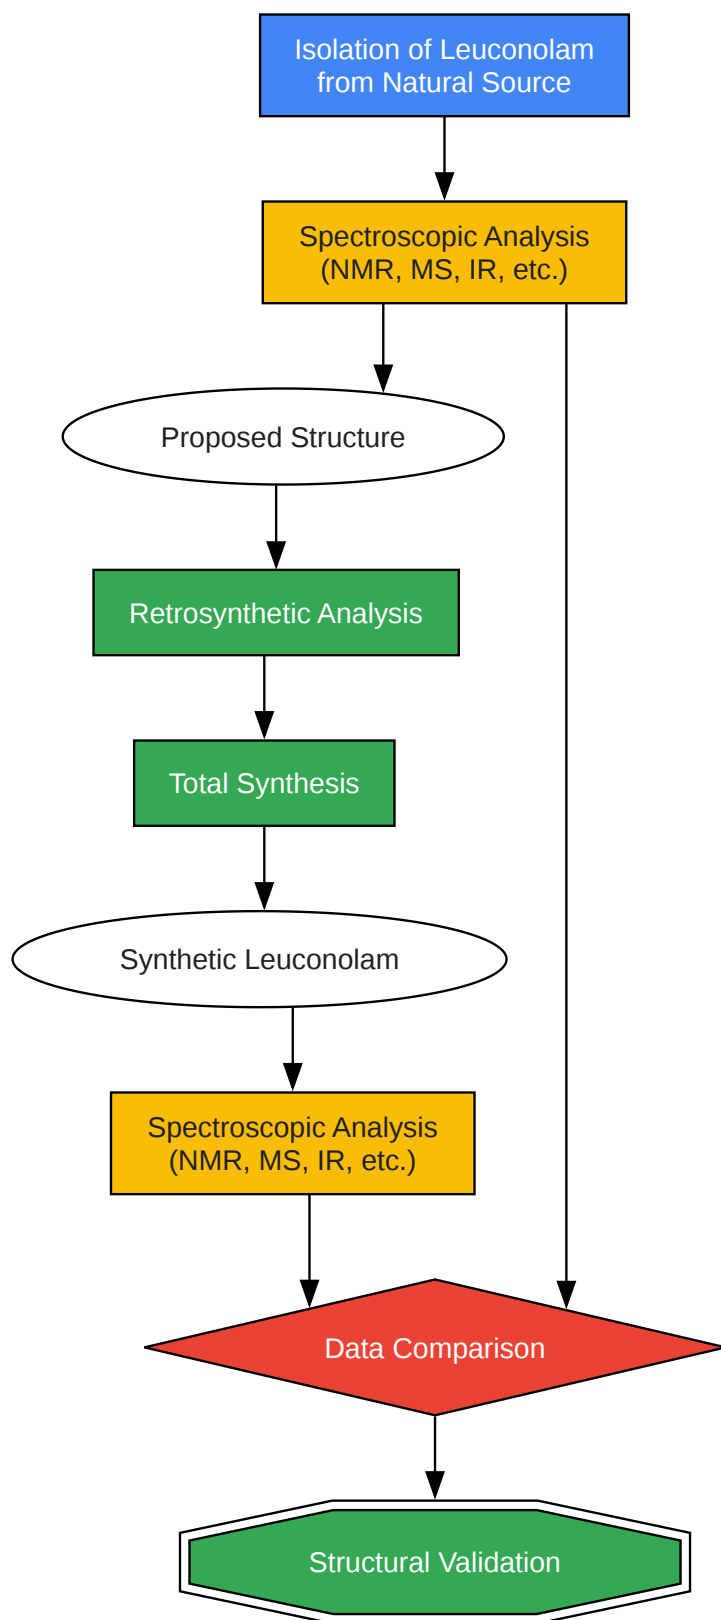 Isolation of Leuconolam
from Natural Source
Spectroscopic Analysis
(NMR, MS, IR, etc.)
Proposed Structure
Retrosynthetic Analysis
Total Synthesis
Synthetic Leuconolam
Spectroscopic Analysis
(NMR, MS, IR, etc.)
Data Comparison
Structural Validation